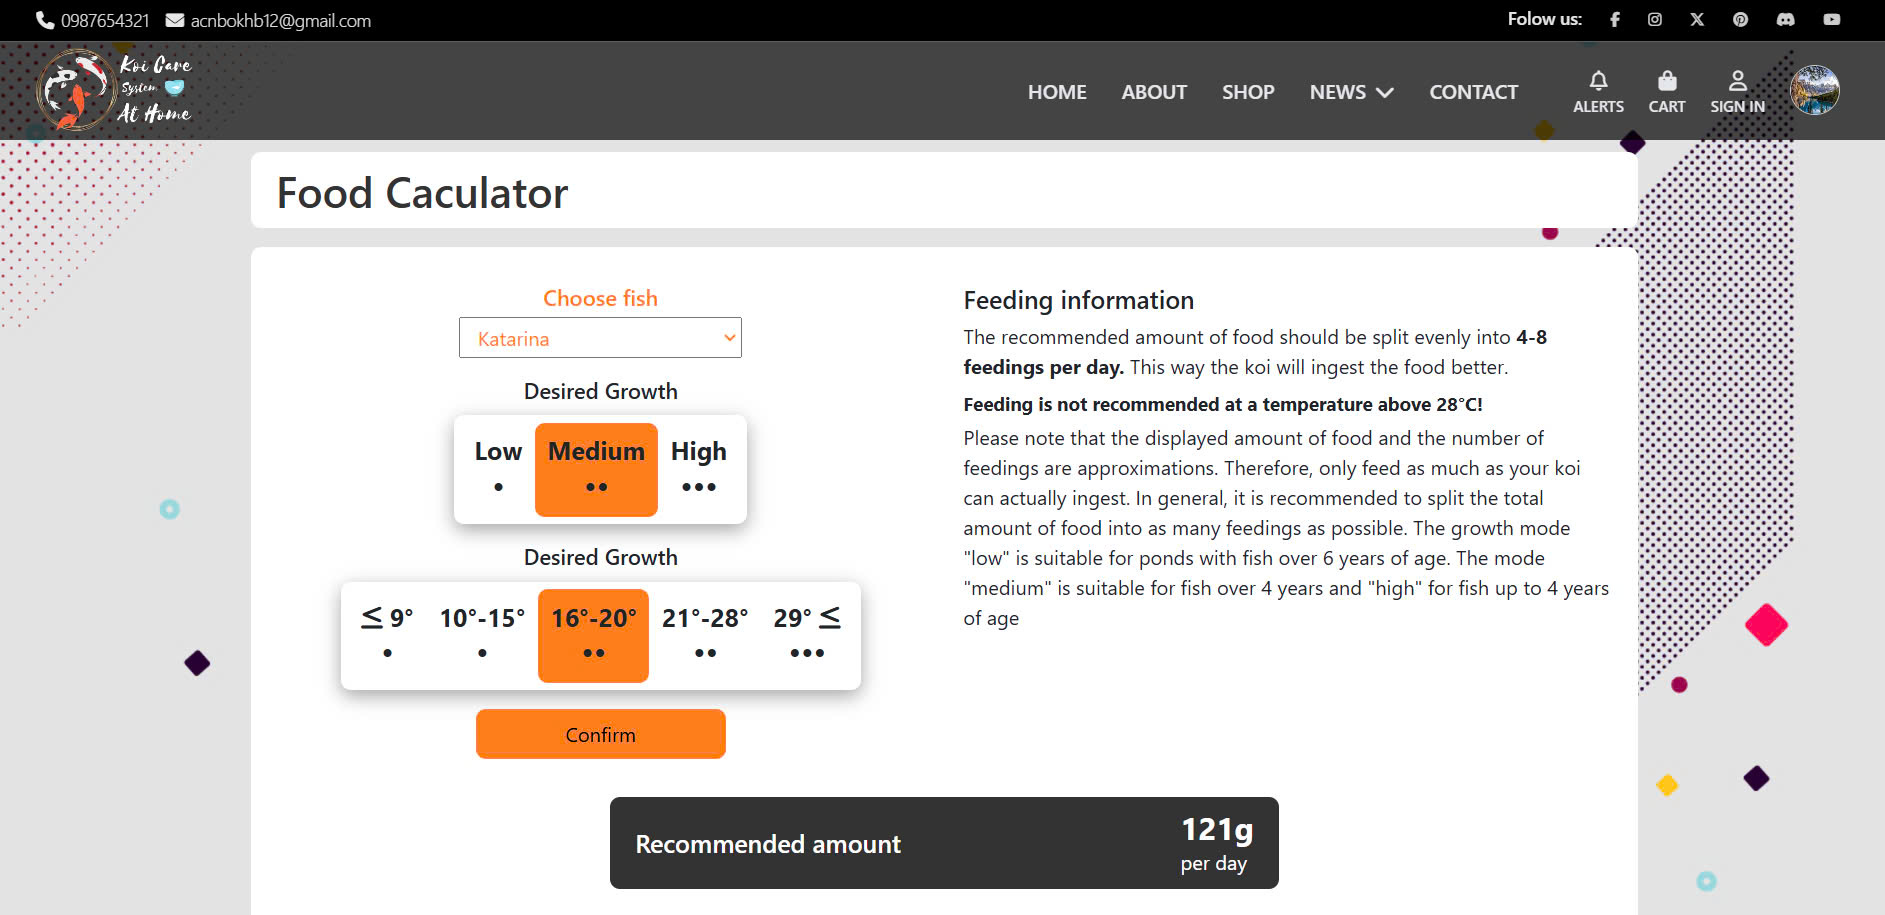 0987654321 acnbokhb12@gmail.com
Folow us:
Koi Care
System
At Home
HOME ABOUT SHOP NEWS CONTACT
ALERTS CART SIGN IN
Food Caculator
Choose fish
Katarina
Desired Growth
Low Medium High
• •• •••
Desired Growth
≤ 9° 10°-15° 16°-20° 21°-28° 29° ≤
• • •• •• •••
Confirm
Feeding information
The recommended amount of food should be split evenly into 4-8
feedings per day. This way the koi will ingest the food better.
Feeding is not recommended at a temperature above 28°C!
Please note that the displayed amount of food and the number of
feedings are approximations. Therefore, only feed as much as your koi
can actually ingest. In general, it is recommended to split the total
amount of food into as many feedings as possible. The growth mode
"low" is suitable for ponds with fish over 6 years of age. The mode
"medium" is suitable for fish over 4 years and "high" for fish up to 4 years
of age
Recommended amount
121g
per day